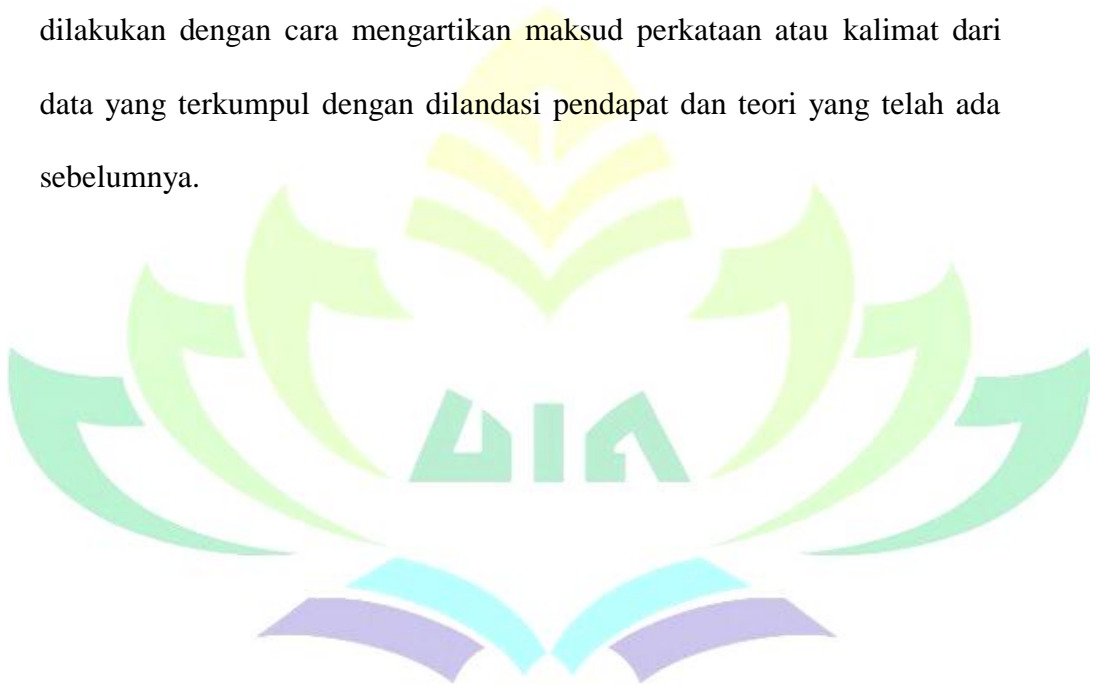 dilakukan dengan cara mengartikan maksud perkataan atau kalimat dari
data yang terkumpul dengan dilandasi pendapat dan teori yang telah ada
sebelumnya.